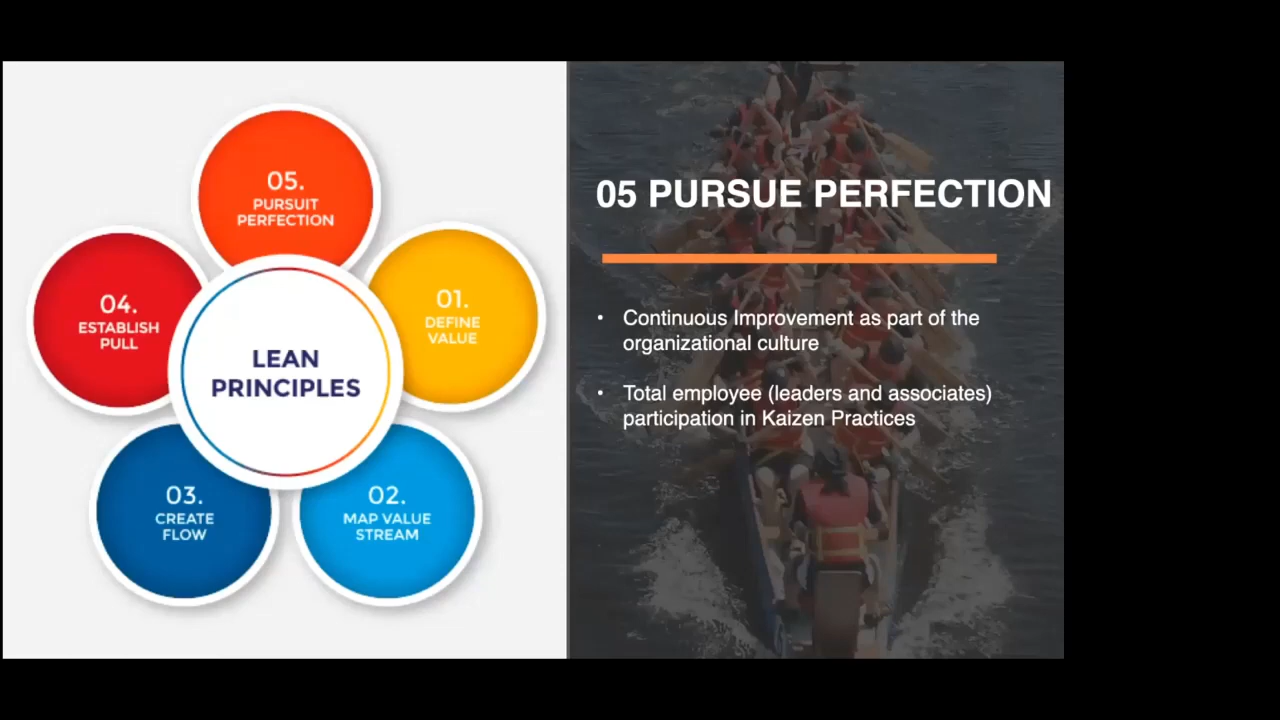 05.
PURSUIT
PERFECTION
01.
DEFINE
VALUE
02.
MAP VALUE
STREAM
03.
CREATE
FLOW
04.
ESTABLISH
PULL
LEAN
PRINCIPLES
05 PURSUE PERFECTION
• Continuous Improvement as part of the
organizational culture
• Total employee (leaders and associates)
participation in Kaizen Practices